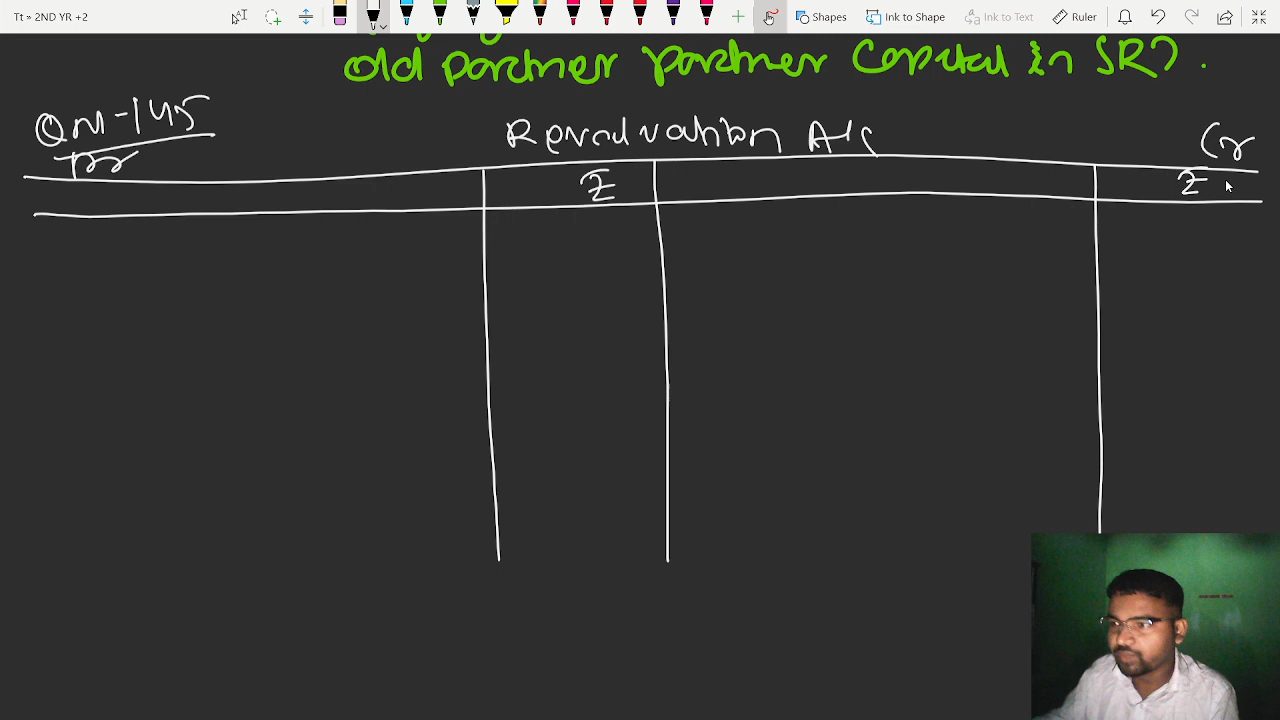 Tt » 2ND YR +2
Shapes
Ink to Shape
Ink to Text
Ruler
old partner partner Capital in SR).
QN-145
Revaluation A/c
Dr
Cr
₹
₹